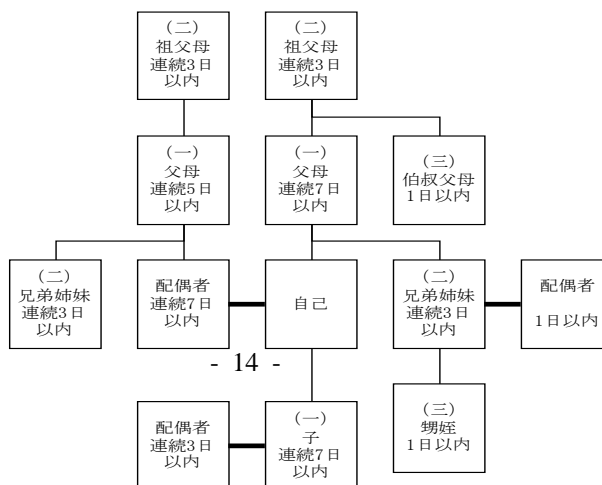 (二)
祖父母
連続3日
以内
(二)
祖父母
連続3日
以内
(一)
父母
連続5日
以内
(一)
父母
連続7日
以内
(三)
伯叔父母
1日以内
(二)
兄弟姉妹
連続3日
以内
配偶者
連続7日
以内
自己
(二)
兄弟姉妹
連続3日
以内
配偶者
1日以内
- 14 -
配偶者
連続3日
以内
(一)
子
連続7日
以内
(三)
甥姪
1日以内